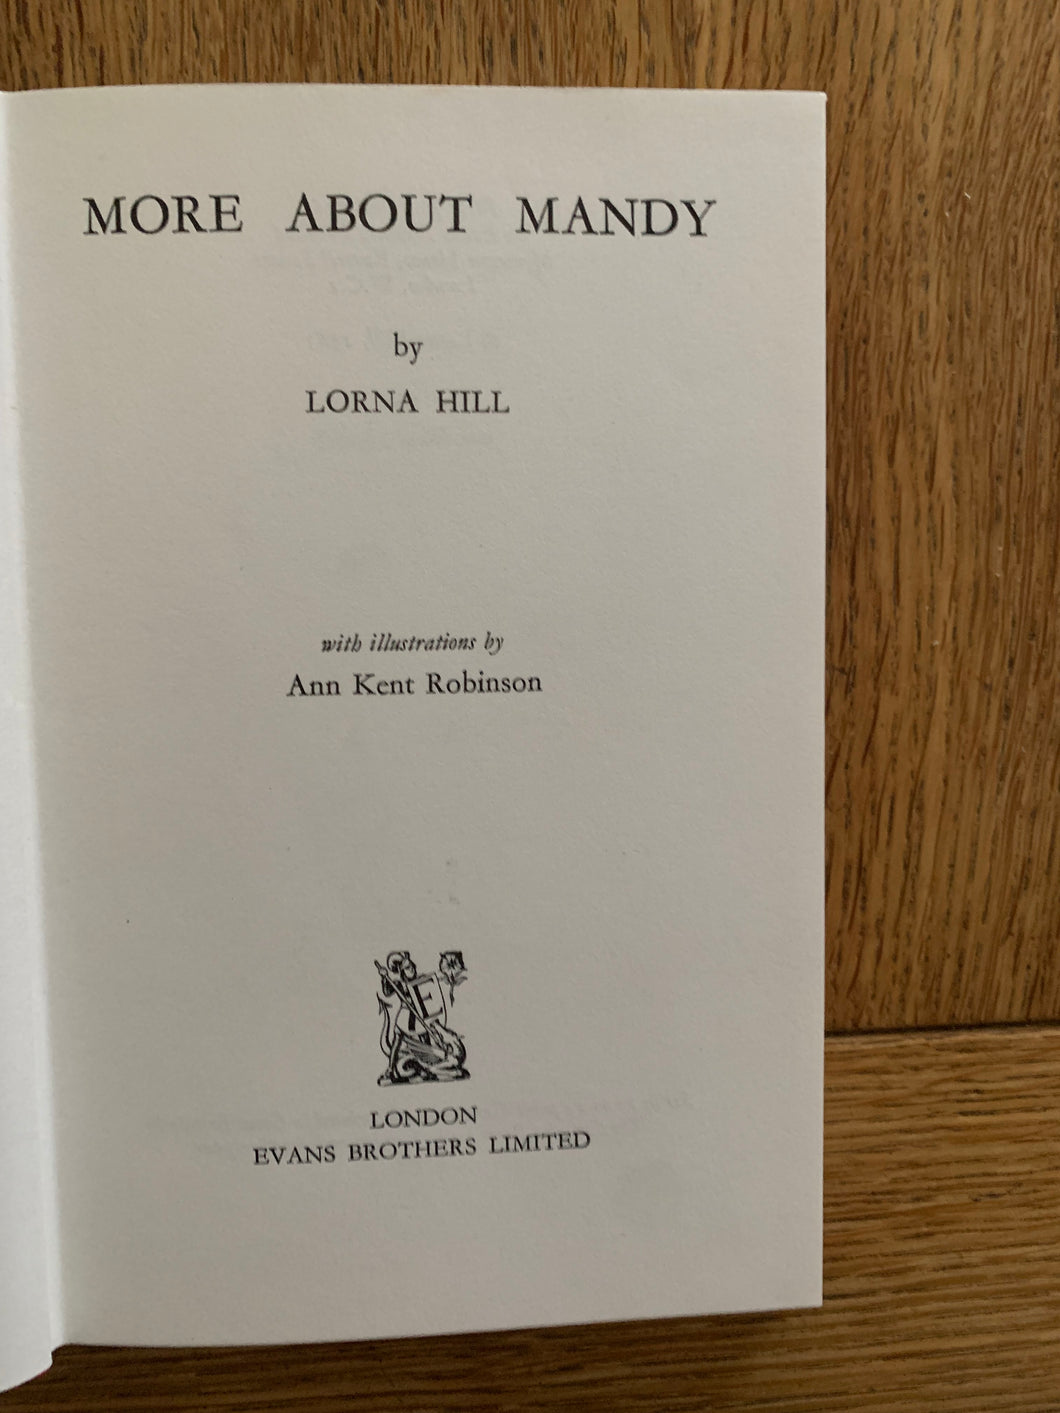 MORE ABOUT MANDY
by
LORNA HILL
with illustrations by
Ann Kent Robinson
E
LONDON
EVANS BROTHERS LIMITED